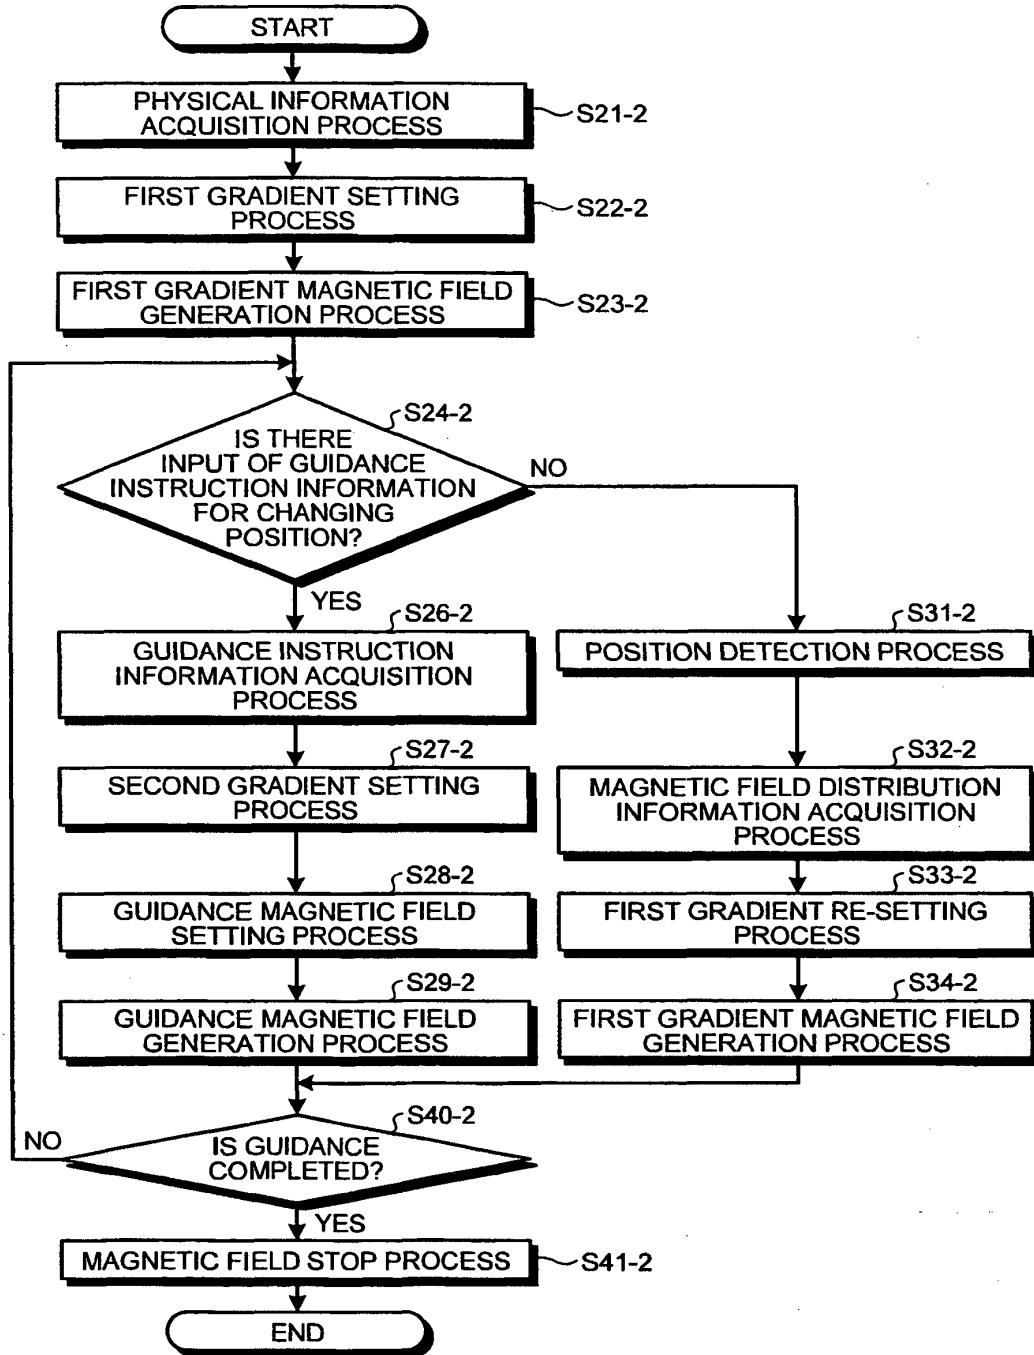 START
PHYSICAL INFORMATION
ACQUISITION PROCESS
S21-2
FIRST GRADIENT SETTING
PROCESS
S22-2
FIRST GRADIENT MAGNETIC FIELD
GENERATION PROCESS
S23-2
S24-2
IS THERE
INPUT OF GUIDANCE
INSTRUCTION INFORMATION
FOR CHANGING
POSITION?
NO
YES
S26-2
GUIDANCE INSTRUCTION
INFORMATION ACQUISITION
PROCESS
S27-2
SECOND GRADIENT SETTING
PROCESS
S28-2
GUIDANCE MAGNETIC FIELD
SETTING PROCESS
S29-2
GUIDANCE MAGNETIC FIELD
GENERATION PROCESS
S31-2
POSITION DETECTION PROCESS
S32-2
MAGNETIC FIELD DISTRIBUTION
INFORMATION ACQUISITION
PROCESS
S33-2
FIRST GRADIENT RE-SETTING
PROCESS
S34-2
FIRST GRADIENT MAGNETIC FIELD
GENERATION PROCESS
S40-2
IS GUIDANCE
COMPLETED?
NO
YES
MAGNETIC FIELD STOP PROCESS
S41-2
END